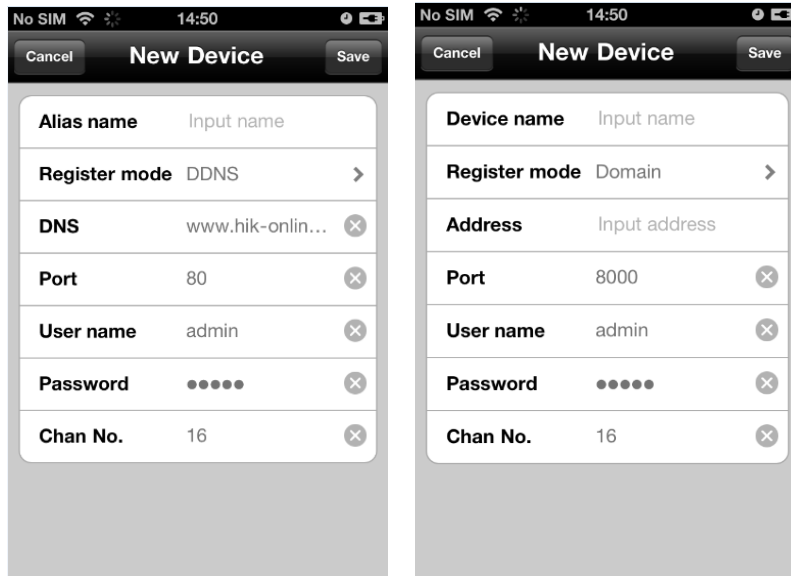 No SIM 14:50
Cancel New Device Save
Alias name Input name
Register mode DDNS
DNS www.hik-onlin...
Port 80
User name admin
Password •••••
Chan No. 16
No SIM 14:50
Cancel New Device Save
Device name Input name
Register mode Domain
Address Input address
Port 8000
User name admin
Password •••••
Chan No. 16